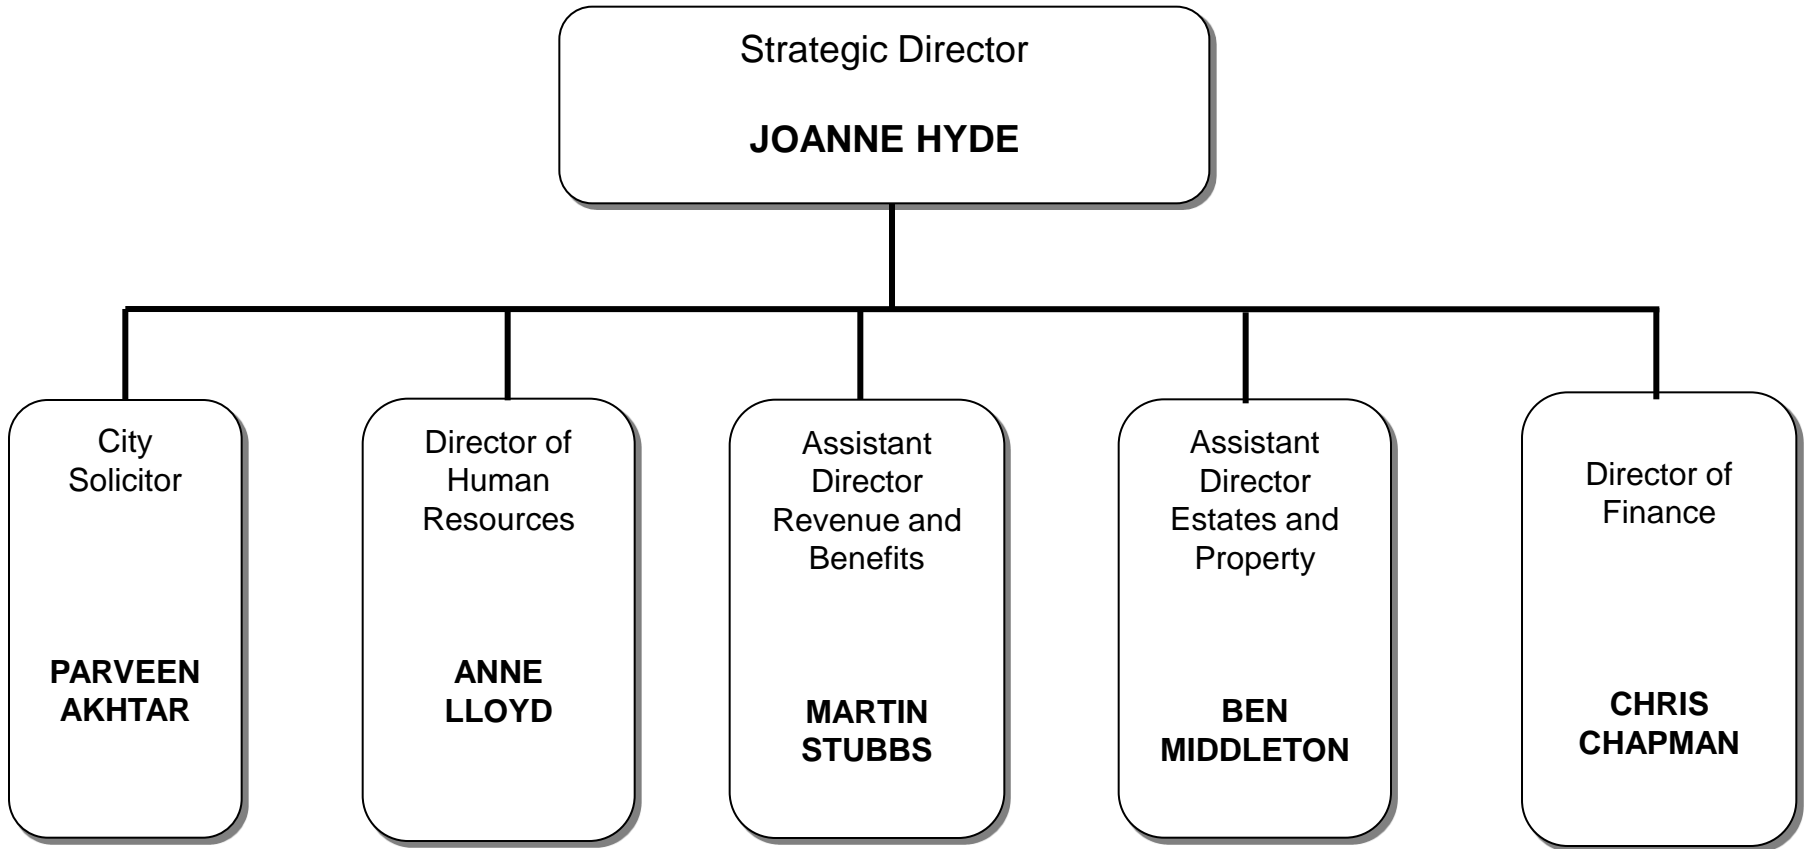 Strategic Director
JOANNE HYDE
City
Solicitor
PARVEEN
AKHTAR
Director of
Human
Resources
ANNE
LLOYD
Assistant
Director
Revenue and
Benefits
MARTIN
STUBBS
Assistant
Director
Estates and
Property
BEN
MIDDLETON
Director of
Finance
CHRIS
CHAPMAN